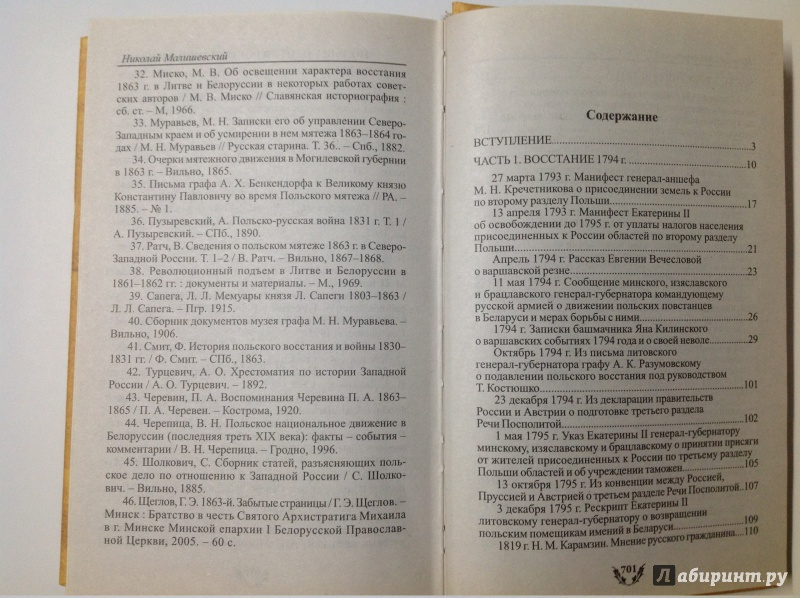 Николай Малишевский
32. Миско, М. В. Об освещении характера восстания
1863 г. в Литве и Белоруссии в некоторых работах совет-
ских авторов / М. В. Миско // Славянская историография :
сб. ст. – М, 1966.
33. Муравьев, М. Н. Записки его об управлении Северо-
Западным краем и об усмирении в нем мятежа 1863–1864 го-
дах / М. Н. Муравьев // Русская старина. Т. 36.. – Спб., 1882.
34. Очерки мятежного движения в Могилевской губернии
в 1863 г. – Вильно, 1865.
35. Письма графа А. Х. Бенкендорфа к Великому князю
Константину Павловичу во время Польского мятежа // РА. –
1885. – № 1.
36. Пузыревский, А. Польско-русская война 1831 г. Т. 1 /
А. Пузыревский. – СПб., 1890.
37. Ратч, В. Сведения о польском мятеже 1863 г. в Северо-
Западной России. Т. 1–2 / В. Ратч. – Вильно, 1867–1868.
38. Революционный подъем в Литве и Белоруссии в
1861–1862 гг. : документы и материалы. – М., 1969.
39. Сапега, Л. Л. Мемуары князя Л. Сапеги 1803–1863 /
Л. Л. Сапега. – Пгр. 1915.
40. Сборник документов музея графа М. Н. Муравьева. –
Вильно, 1906.
41. Смит, Ф. История польского восстания и войны 1830–
1831 гг. / Ф. Смит. – СПб., 1863.
42. Турцевич, А. О. Хрестоматия по истории Западной
России / А. О. Турцевич. – 1892.
43. Черевин, П. А. Воспоминания Черевина П. А. 1863–
1865 / П. А. Черевен. – Кострома, 1920.
44. Черепица, В. Н. Польское национальное движение в
Белоруссии (последняя треть XIX века): факты – события –
комментарии / В. Н. Черепица. – Гродно, 1996.
45. Шолкович, С. Сборник статей, разъясняющих поль-
ское дело по отношению к Западной России / С. Шолко-
вич. – Вильно, 1885.
46. Щеглов, Г. Э. 1863-й. Забытые страницы / Г. Э. Щеглов. –
Минск : Братство в честь Святого Архистратига Михаила
в г. Минске Минской епархии I Белорусской Православ-
ной Церкви, 2005. – 60 с.
Содержание
ВСТУПЛЕНИЕ 3
ЧАСТЬ 1. ВОССТАНИЕ 1794 г. 10
27 марта 1793 г. Манифест генерал-аншефа
М. Н. Кречетникова о присоединении земель к России
по второму разделу Польши 17
13 апреля 1793 г. Манифест Екатерины II
об освобождении до 1795 г. от уплаты налогов населения
присоединенных к России областей по второму разделу
Польши 21
Апрель 1794 г. Рассказ Евгении Вечесловой
о варшавской резне 23
11 мая 1794 г. Сообщение минского, изяславского
и брацлавского генерал-губернатора командующему
русской армией о движении польских повстанцев
в Беларуси и мерах борьбы с ними 26
1794 г. Записки башмачника Яна Килинского
о варшавских событиях 1794 года и о своей неволе 29
Октябрь 1794 г. Из письма литовского
генерал-губернатора графу А. К. Разумовскому
о подавлении польского восстания под руководством
Т. Костюшко 101
23 декабря 1794 г. Из декларации правительств
России и Австрии о подготовке третьего раздела
Речи Посполитой 102
1 мая 1795 г. Указ Екатерины II генерал-губернатору
минскому, изяславскому и брацлавскому о принятии присяги
от жителей присоединенных к России по третьему разделу
Польши областей и об учреждении таможен 105
13 октября 1795 г. Из конвенции между Россией,
Пруссией и Австрией о третьем разделе Речи Посполитой 107
3 декабря 1795 г. Рескрипт Екатерины II
литовскому генерал-губернатору о возвращении
польским помещикам имений в Беларуси 109
1819 г. Н. М. Карамзин. Мнение русского гражданина 110
701
Лабиринт.ру